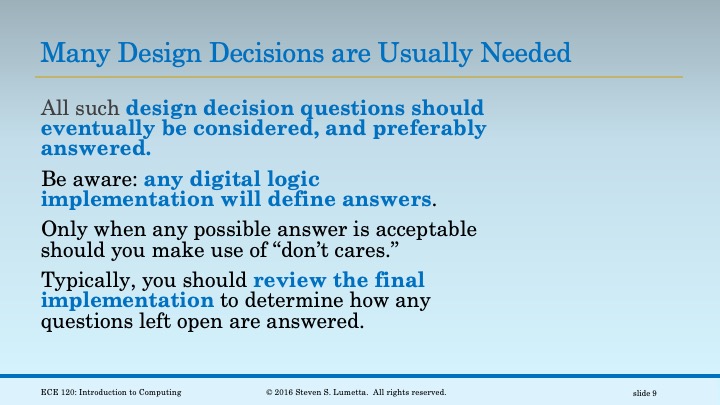 Many Design Decisions are Usually Needed
All such design decision questions should
eventually be considered, and preferably
answered.
Be aware: any digital logic
implementation will define answers.
Only when any possible answer is acceptable
should you make use of “don’t cares.”
Typically, you should review the final
implementation to determine how any
questions left open are answered.
ECE 120: Introduction to Computing
© 2016 Steven S. Lumetta.  All rights reserved.
slide 9